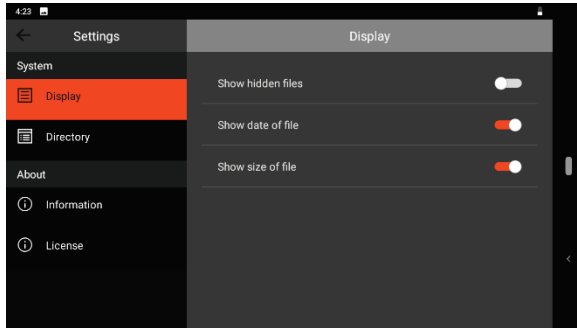 4:23
Settings
Display
System
Display
Directory
About
Information
License
Show hidden files
Show date of file
Show size of file